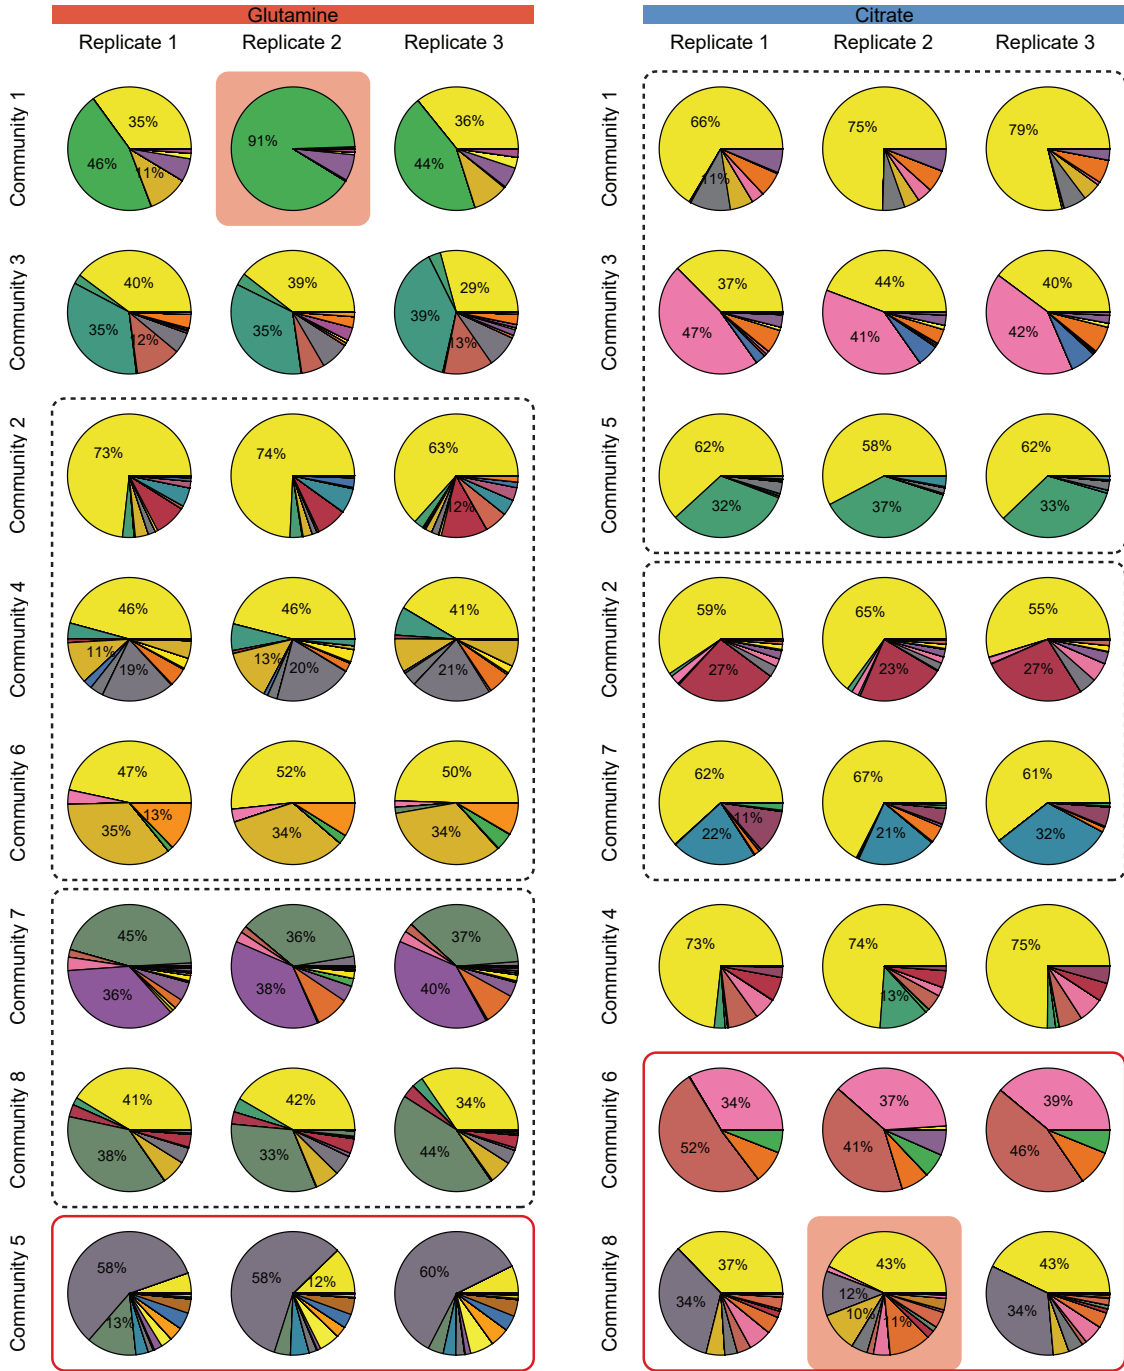 Glutamine
Citrate
Replicate 1 Replicate 2 Replicate 3
Replicate 1 Replicate 2 Replicate 3
Community 1
35% 46% 11%
91%
36% 44%
Community 1
66% 11%
75%
79%
Community 3
40% 35% 12%
39% 35%
29% 39% 13%
Community 3
37% 47%
44% 41%
40% 42%
Community 2
73%
74%
63% 12%
Community 5
62% 32%
58% 37%
62% 33%
Community 4
46% 11% 19%
46% 13% 20%
41% 21%
Community 2
59% 27%
65% 23%
55% 27%
Community 6
47% 13% 35%
52% 34%
50% 34%
Community 7
62% 11% 22%
67% 21%
61% 32%
Community 7
45% 36%
36% 38%
37% 40%
Community 4
73%
74% 13%
75%
Community 8
41% 38%
42% 33%
34% 44%
Community 6
34% 52%
37% 41%
39% 46%
Community 5
58% 13%
58% 12%
60%
Community 8
37% 34%
43% 12% 10% 11%
43% 34%